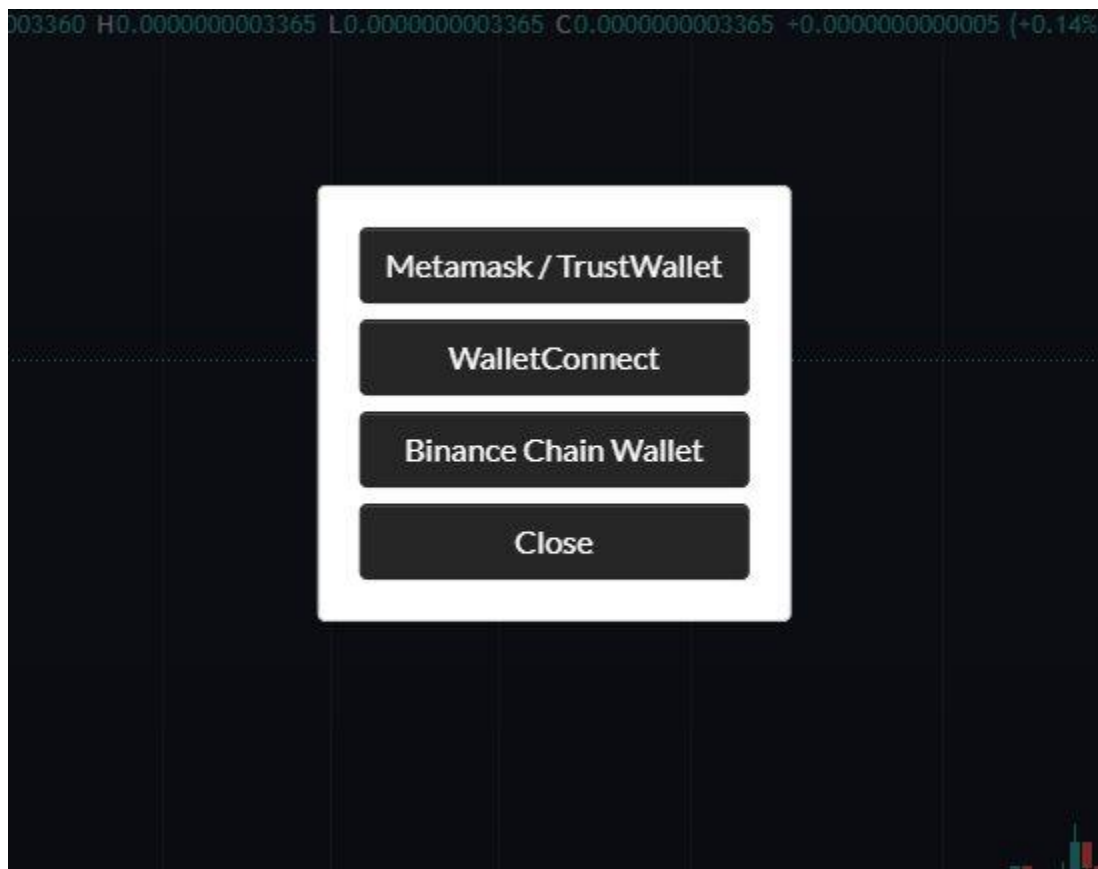 003360 H0.0000000003365 L0.0000000003365 C0.0000000003365 +0.0000000000005 (+0.14%
Metamask / TrustWallet
WalletConnect
Binance Chain Wallet
Close